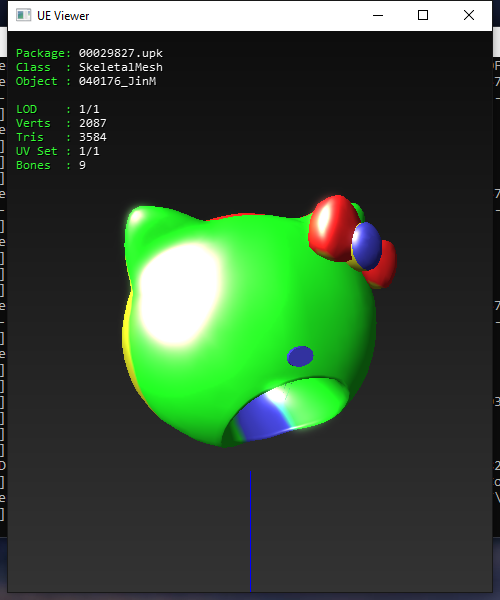 UE Viewer
Package: 00029827.upk
Class : SkeletalMesh
Object : 040176_JinM
LOD : 1/1
Verts : 2087
Tris : 3584
UV Set : 1/1
Bones : 9